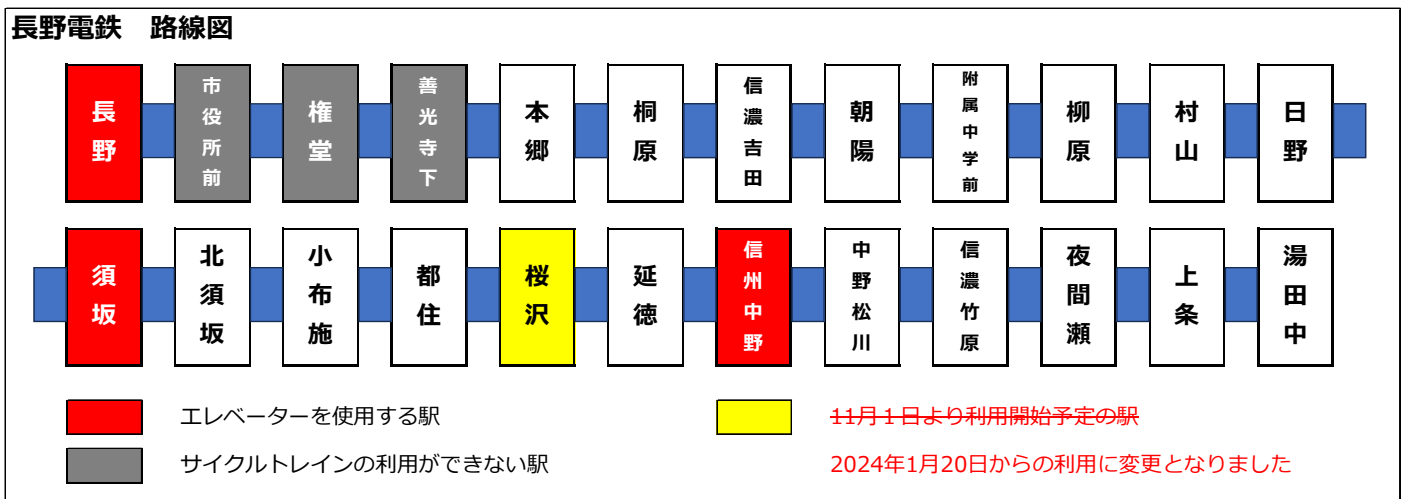 長野電鉄　路線図
長野
市役所前
権堂
善光寺下
本郷
桐原
信濃吉田
朝陽
附属中学前
柳原
村山
日野
須坂
北須坂
小布施
都住
桜沢
延徳
信州中野
中野松川
信濃竹原
夜間瀬
上条
湯田中
エレベーターを使用する駅
11月１日より利用開始予定の駅
サイクルトレインの利用ができない駅
2024年1月20日からの利用に変更となりました